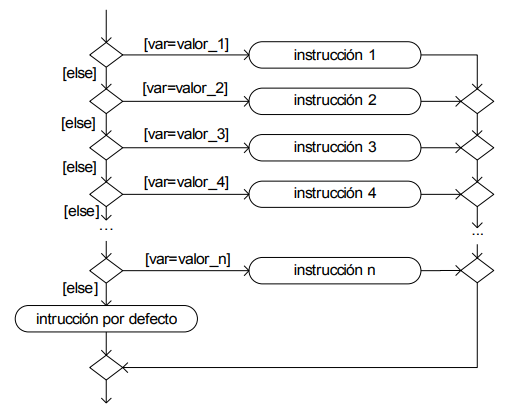 [var=valor_1]
instrucción 1
[else]
[var=valor_2]
instrucción 2
[else]
[var=valor_3]
instrucción 3
[else]
[var=valor_4]
instrucción 4
[else]
...
...
[var=valor_n]
instrucción n
[else]
intrucción por defecto